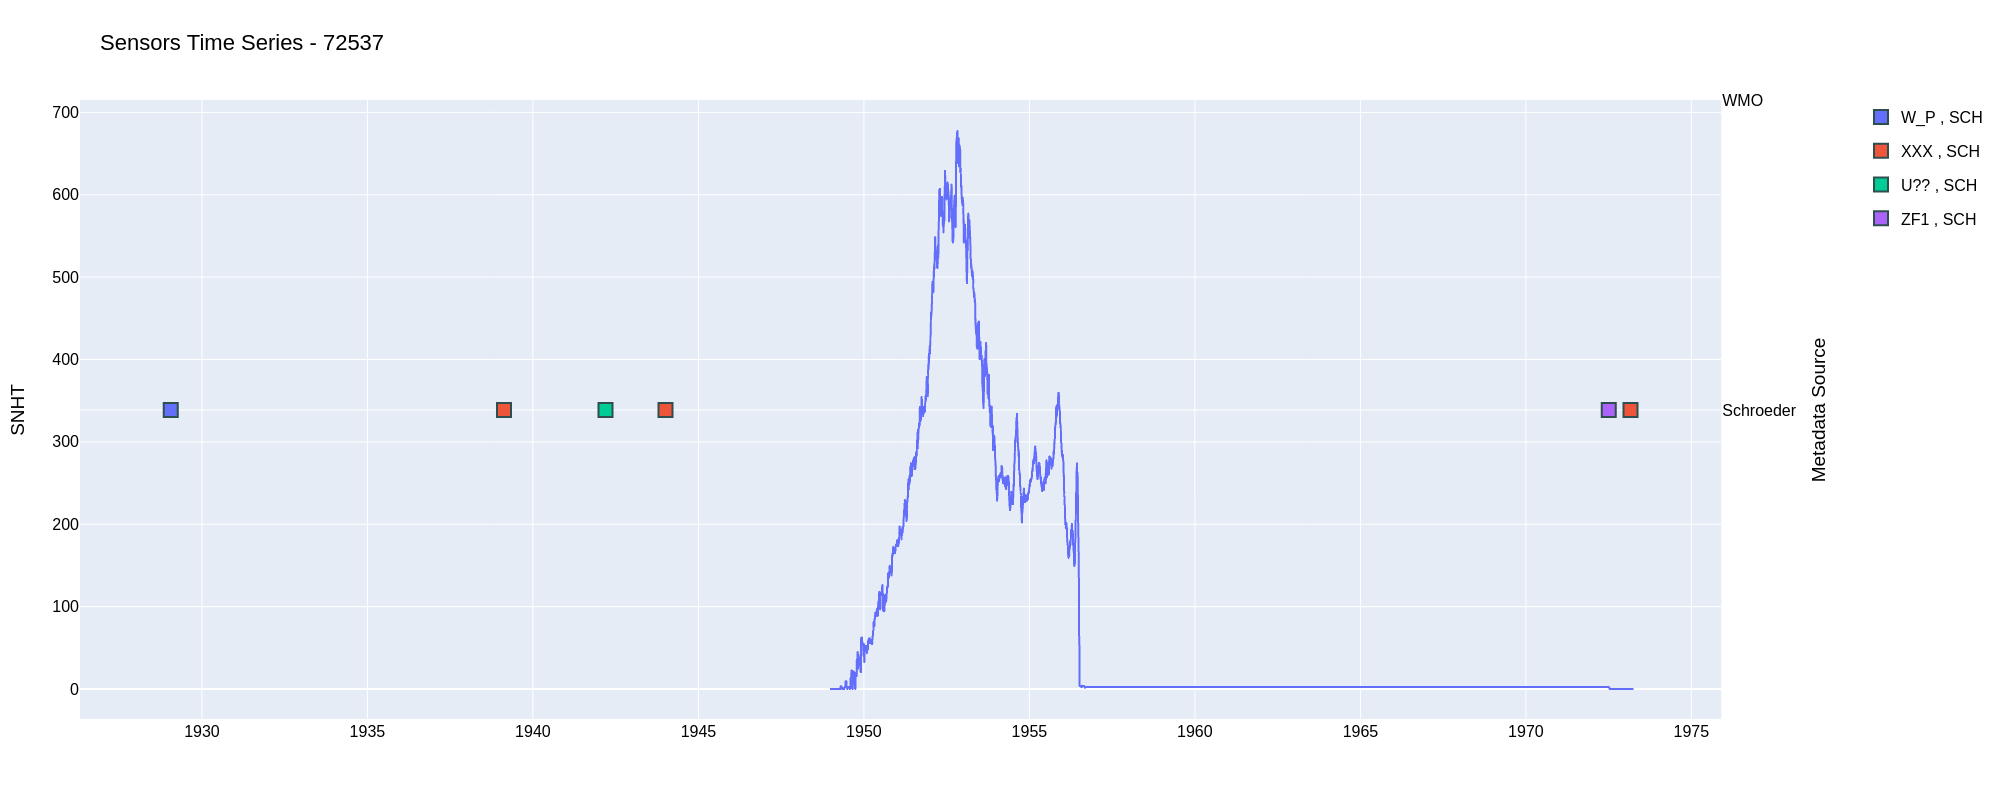 Sensors Time Series - 72537
700
600
500
400
300
200
100
0
SNHT
1930
1935
1940
1945
1950
1955
1960
1965
1970
1975
WMO
Schroeder
Metadata Source
W_P , SCH
XXX , SCH
U?? , SCH
ZF1 , SCH